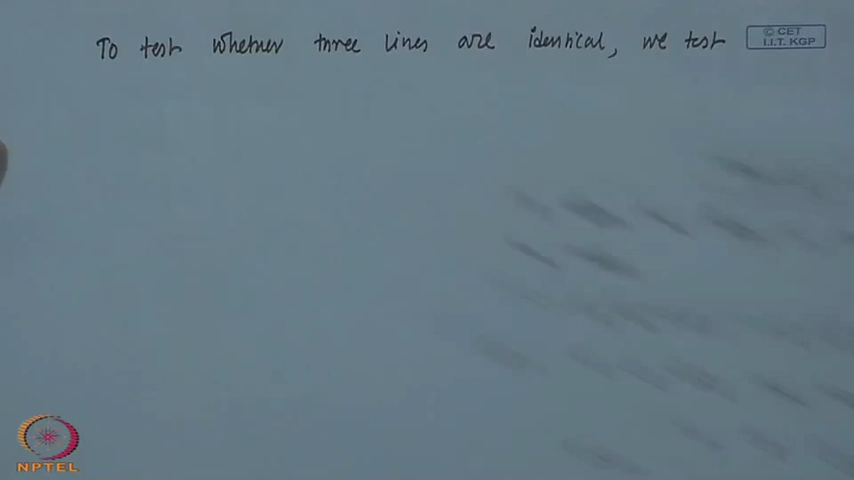 To test whether three lines are identical, we test
© CET
I.I.T. KGP
NPTEL